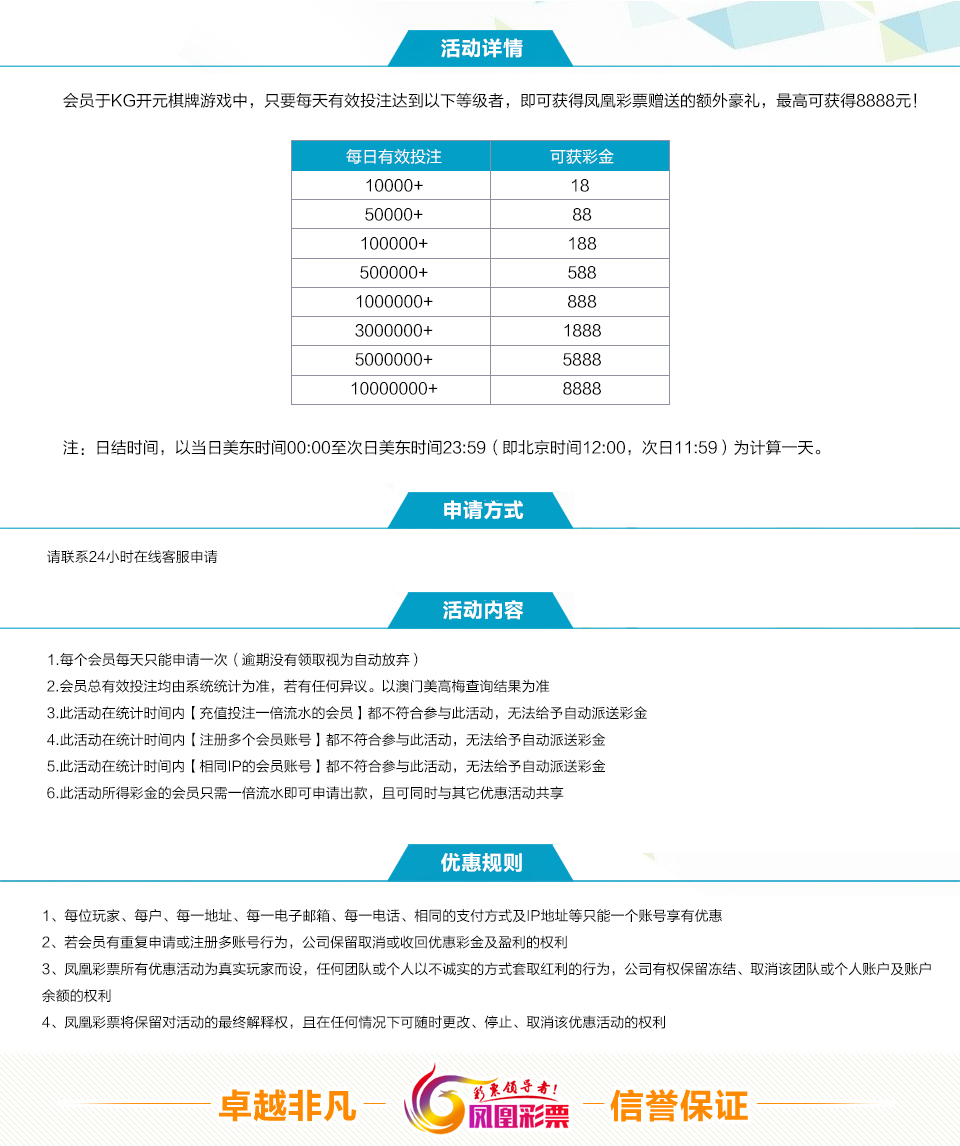 活动详情
会员于KG开元棋牌游戏中，只要每天有效投注达到以下等级者，即可获得凤凰彩票赠送的额外豪礼，最高可获得8888元！
每日有效投注 可获彩金
10000+ 18
50000+ 88
100000+ 188
500000+ 588
1000000+ 888
3000000+ 1888
5000000+ 5888
10000000+ 8888
注：日结时间，以当日美东时间00:00至次日美东时间23:59（即北京时间12:00，次日11:59）为计算一天。
申请方式
请联系24小时在线客服申请
活动内容
1.每个会员每天只能申请一次（逾期没有领取视为自动放弃）
2.会员总有效投注均由系统统计为准，若有任何异议。以澳门美高梅查询结果为准
3.此活动在统计时间内【充值投注一倍流水的会员】都不符合参与此活动，无法给予自动派送彩金
4.此活动在统计时间内【注册多个会员账号】都不符合参与此活动，无法给予自动派送彩金
5.此活动在统计时间内【相同IP的会员账号】都不符合参与此活动，无法给予自动派送彩金
6.此活动所得彩金的会员只需一倍流水即可申请出款，且可同时与其它优惠活动共享
优惠规则
1、每位玩家、每户、每一地址、每一电子邮箱、每一电话、相同的支付方式及IP地址等只能一个账号享有优惠
2、若会员有重复申请或注册多账号行为，公司保留取消或收回优惠彩金及盈利的权利
3、凤凰彩票所有优惠活动为真实玩家而设，任何团队或个人以不诚实的方式套取红利的行为，公司有权保留冻结、取消该团队或个人账户及账户
余额的权利
4、凤凰彩票将保留对活动的最终解释权，且在任何情况下可随时更改、停止、取消该优惠活动的权利
卓越非凡 彩票领导者！ 信誉保证
凤凰彩票